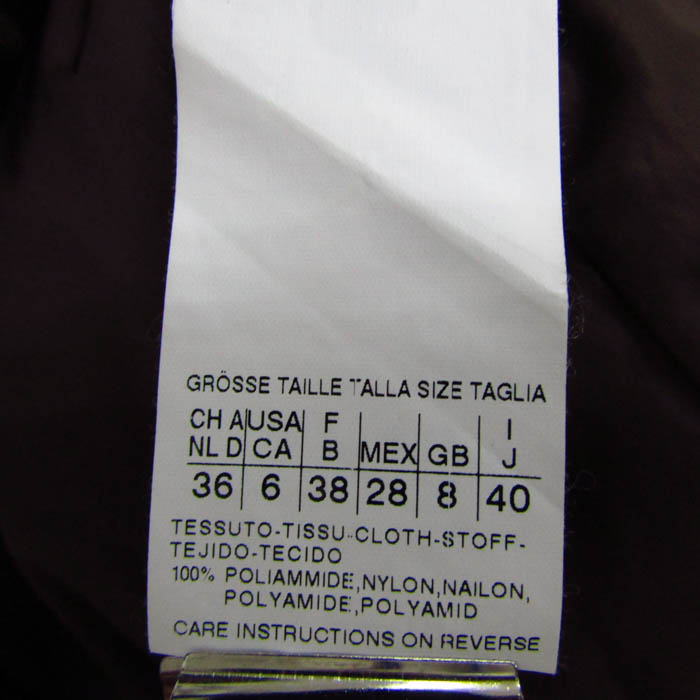 GRÖSSE TAILLE TALLA SIZE TAGLIA
CH A USA F I
NL D CA B MEX GB J
36 6 38 28 8 40
TESSUTO-TISSU-CLOTH-STOFF-
TEJIDO-TECIDO
100% POLIAMMIDE,NYLON,NAILON,
POLYAMIDE,POLYAMID
CARE INSTRUCTIONS ON REVERSE